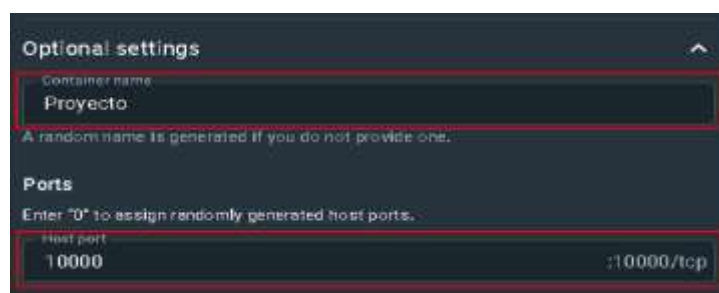 Optional settings
Container name
Proyecto
A random name is generated if you do not provide one.
Ports
Enter "0" to assign randomly generated host ports.
Host port
10000
:10000/tcp